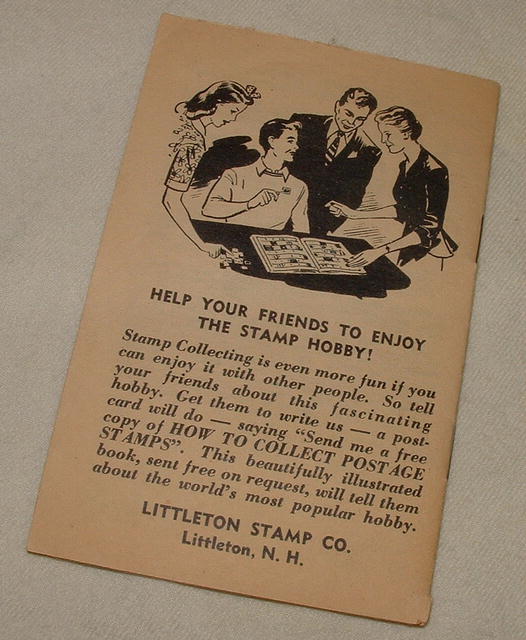 HELP YOUR FRIENDS TO ENJOY
THE STAMP HOBBY!
Stamp Collecting is even more fun if you
can enjoy it with other people. So tell
your friends about this fascinating
hobby. Get them to write us — a post-
card will do — saying “Send me a free
copy of HOW TO COLLECT POSTAGE
STAMPS”. This beautifully illustrated
book, sent free on request, will tell them
about the world's most popular hobby.
LITTLETON STAMP CO.
Littleton, N. H.